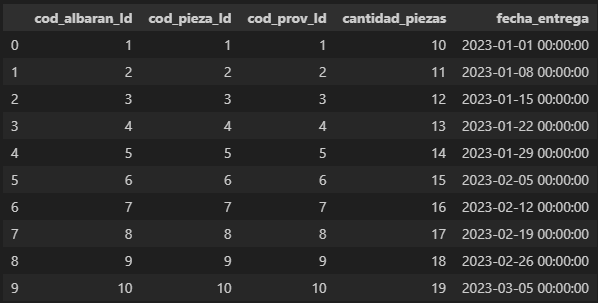 cod_albaran_ld cod_pieza_ld cod_prov_ld cantidad_piezas fecha_entrega
0 1 1 1 10 2023-01-01 00:00:00
1 2 2 2 11 2023-01-08 00:00:00
2 3 3 3 12 2023-01-15 00:00:00
3 4 4 4 13 2023-01-22 00:00:00
4 5 5 5 14 2023-01-29 00:00:00
5 6 6 6 15 2023-02-05 00:00:00
6 7 7 7 16 2023-02-12 00:00:00
7 8 8 8 17 2023-02-19 00:00:00
8 9 9 9 18 2023-02-26 00:00:00
9 10 10 10 19 2023-03-05 00:00:00